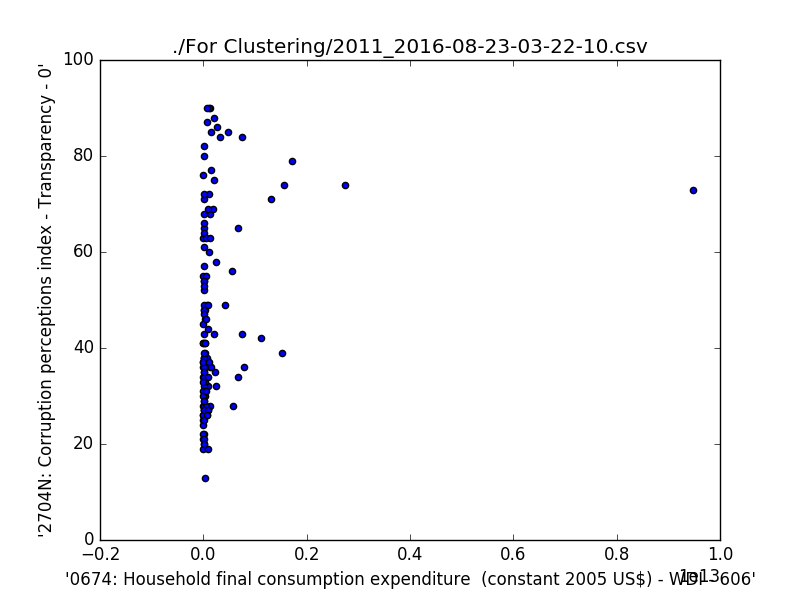 ./For Clustering/2011_2016-08-23-03-22-10.csv
'2704N: Corruption perceptions index - Transparency - 0'
100
80
60
40
20
0
−0.2 0.0 0.2 0.4 0.6 0.8 1.0
1e13
'0674: Household final consumption expenditure  (constant 2005 US$) - WDI - 606'